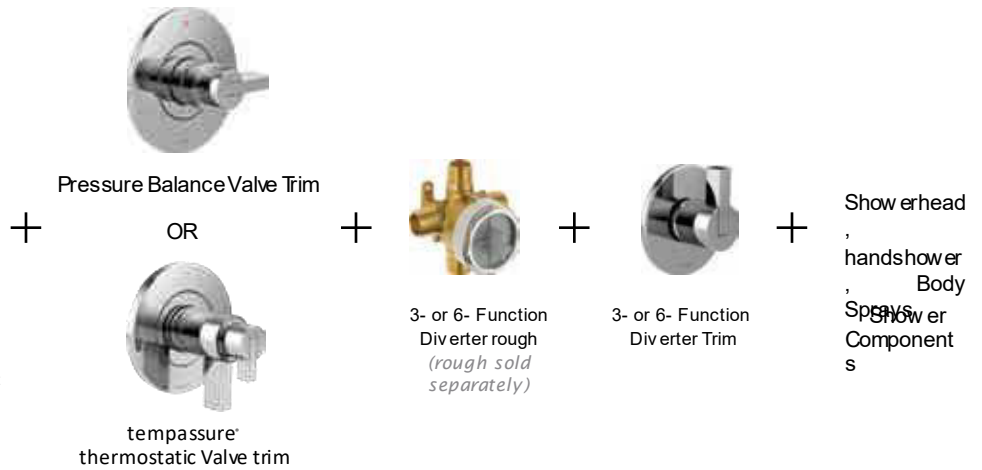 +
Pressure Balance Valve Trim
OR
tempassure®
thermostatic Valve trim
+
3- or 6- Function
Diverter rough
(rough sold
separately)
+
3- or 6- Function
Diverter Trim
+
Showerhead
,
handshower
, Body
Sprays
Shower
Component
s